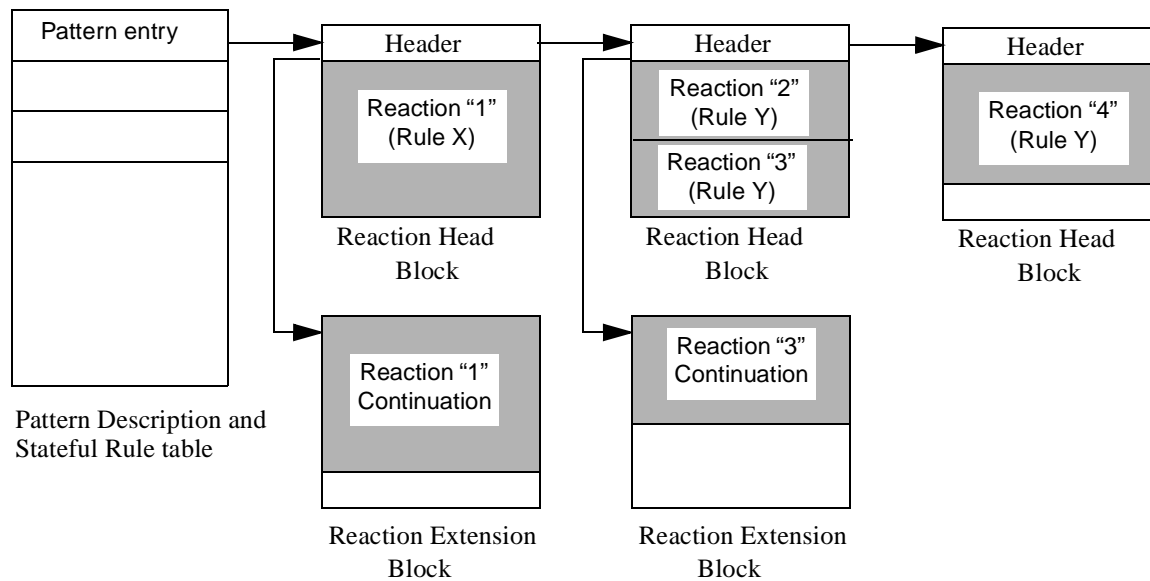 Pattern entry
Header
Header
Header
Reaction “1”
(Rule X)
Reaction “2”
(Rule Y)
Reaction “3”
(Rule Y)
Reaction “4”
(Rule Y)
Reaction Head
Block
Reaction Head
Block
Reaction Head
Block
Reaction “1”
Continuation
Reaction “3”
Continuation
Pattern Description and
Stateful Rule table
Reaction Extension
Block
Reaction Extension
Block